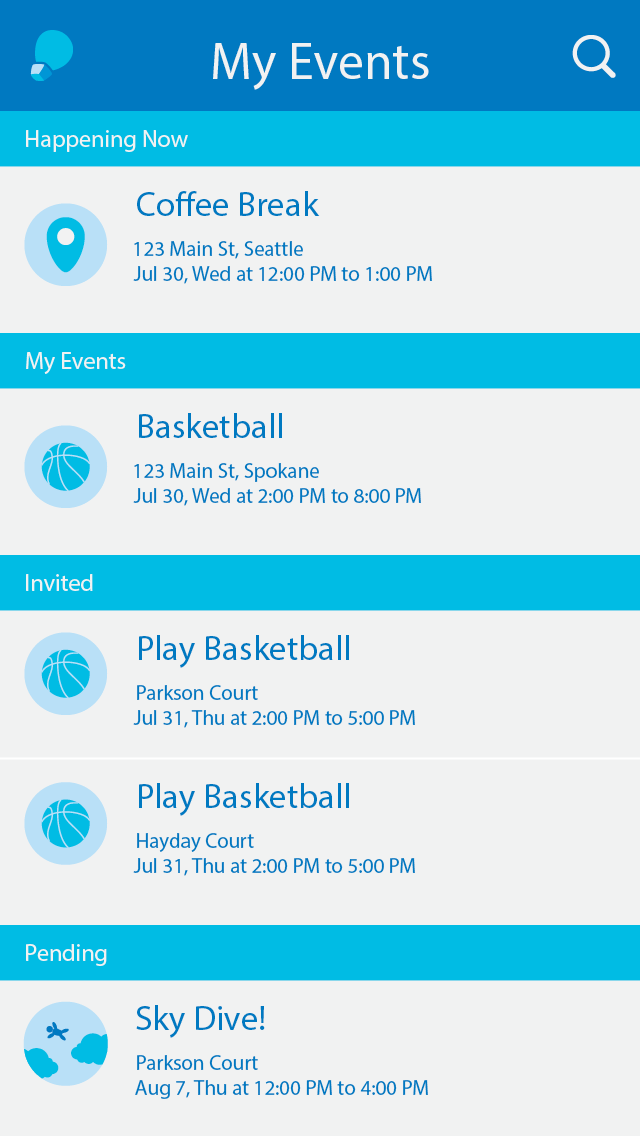 My Events
Happening Now
Coffee Break
123 Main St, Seattle
Jul 30, Wed at 12:00 PM to 1:00 PM
My Events
Basketball
123 Main St, Spokane
Jul 30, Wed at 2:00 PM to 8:00 PM
Invited
Play Basketball
Parkson Court
Jul 31, Thu at 2:00 PM to 5:00 PM
Play Basketball
Hayday Court
Jul 31, Thu at 2:00 PM to 5:00 PM
Pending
Sky Dive!
Parkson Court
Aug 7, Thu at 12:00 PM to 4:00 PM